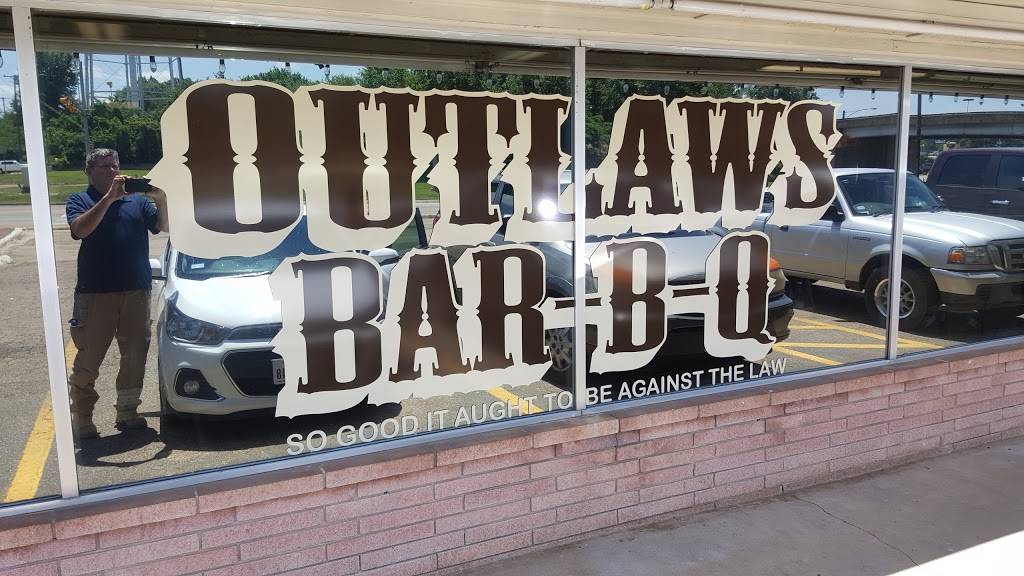 OUTLAWS
BAR-B-Q
SO GOOD IT AUGHT TO BE AGAINST THE LAW